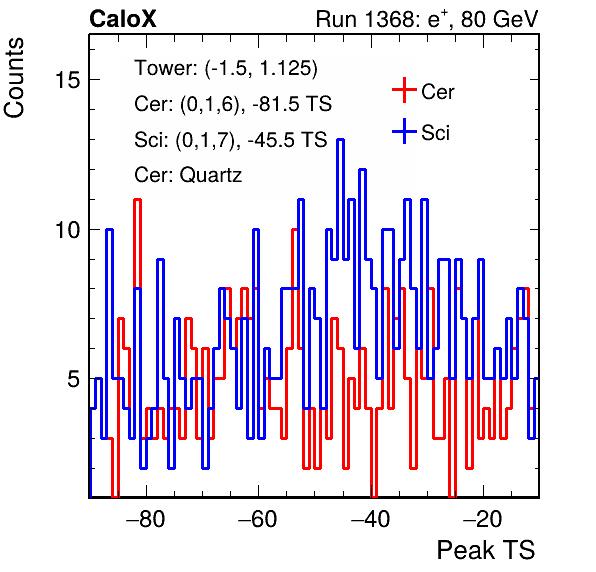 CaloX Run 1368: e⁺, 80 GeV
Counts
15
10
5
Tower: (-1.5, 1.125)
Cer: (0,1,6), -81.5 TS
Sci: (0,1,7), -45.5 TS
Cer: Quartz
Cer
Sci
−80 −60 −40 −20
Peak TS